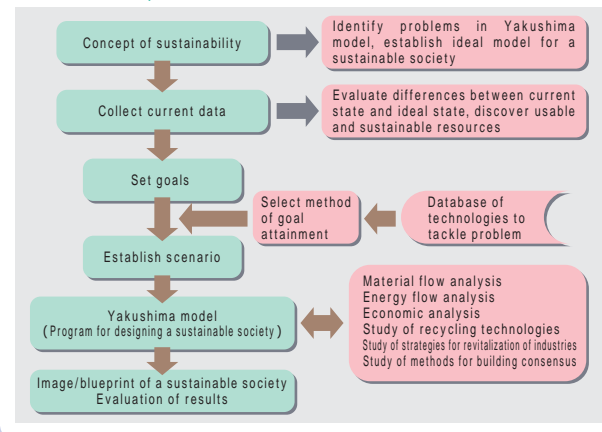 Concept of sustainability
Identify problems in Yakushima
model, establish ideal model for a
sustainable society
Collect current data
Evaluate differences between current
state and ideal state, discover usable
and sustainable resources
Set goals
Select method
of goal
attainment
Database of
technologies to
tackle problem
Establish scenario
Yakushima model
(Program for designing a sustainable society)
Material flow analysis
Energy flow analysis
Economic analysis
Study of recycling technologies
Study of strategies for revitalization of industries
Study of methods for building consensus
Image/blueprint of a sustainable society
Evaluation of results